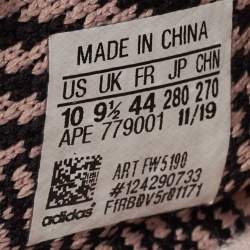 MADE IN CHINA
US UK FR JP CHN
10 9½ 44 280 270
APE 779001 11/19
ART FW5190
#124290733
adidas